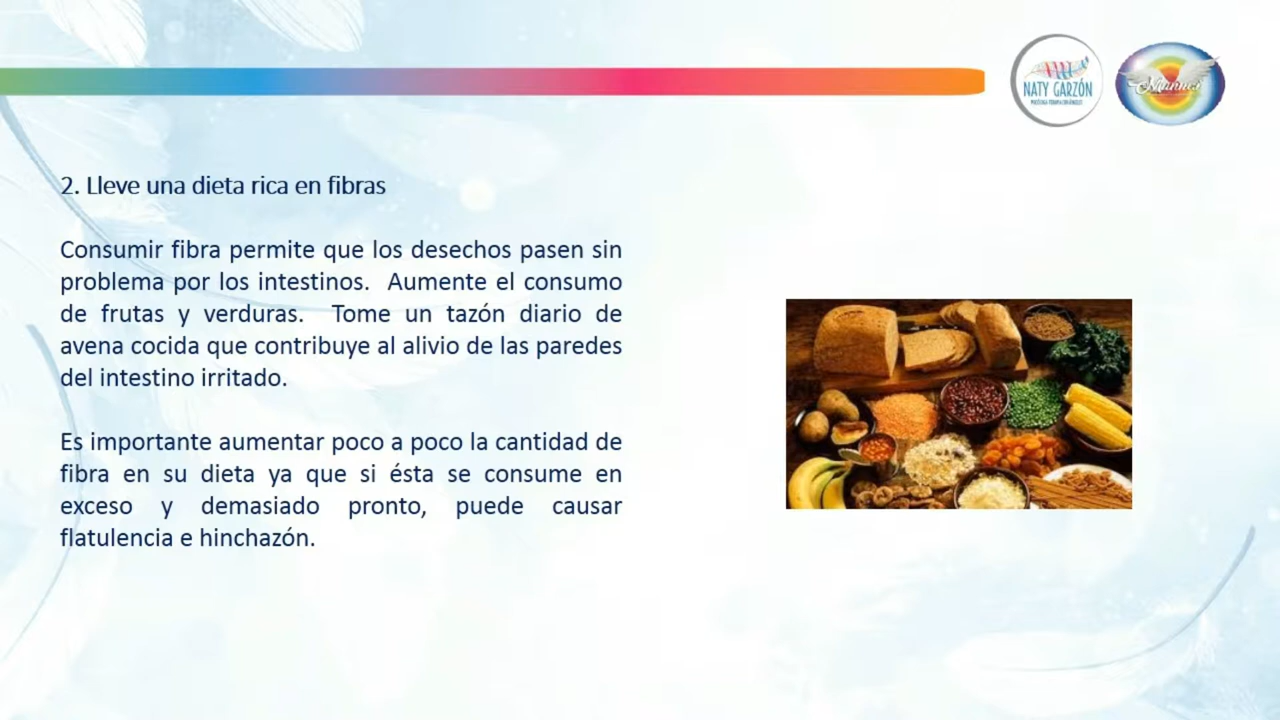 NATY GARZÓN
2. Lleve una dieta rica en fibras
Consumir fibra permite que los desechos pasen sin
problema por los intestinos.  Aumente el consumo
de frutas y verduras.  Tome un tazón diario de
avena cocida que contribuye al alivio de las paredes
del intestino irritado.
Es importante aumentar poco a poco la cantidad de
fibra en su dieta ya que si ésta se consume en
exceso y demasiado pronto, puede causar
flatulencia e hinchazón.